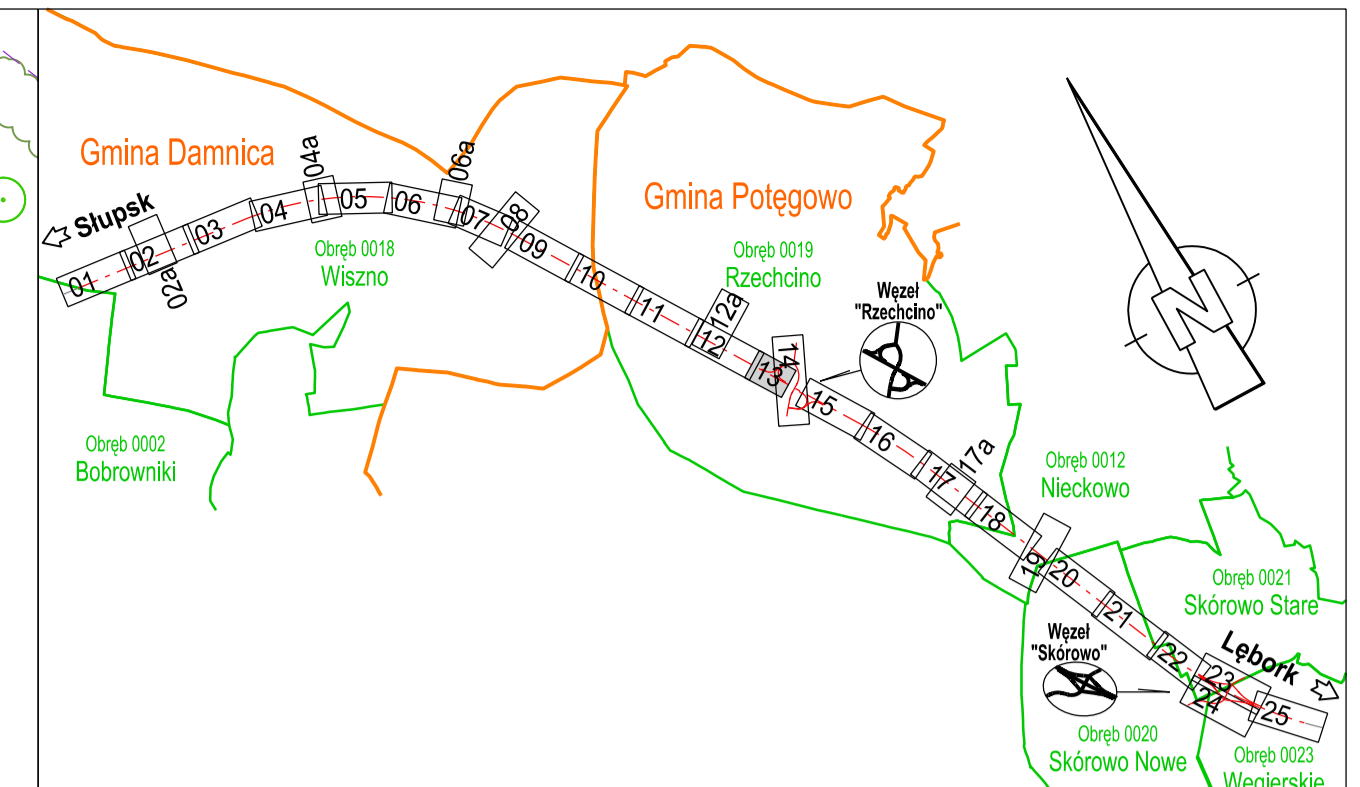 Gmina Damnica
Słupsk
01
02
02a
03
04
04a
05
06
06a
07
08
09
10
11
12
12a
13
14
15
16
17
17a
18
19
20
21
22
23
24
25
Obręb 0018
Wiszno
Obręb 0002
Bobrowniki
Gmina Potęgowo
Obręb 0019
Rzechcino
Węzeł
"Rzechcino"
N
Obręb 0012
Nieckowo
Obręb 0021
Skórowo Stare
Lębork
Węzeł
"Skórowo"
Obręb 0020
Skórowo Nowe
Obręb 0023
Węgierskie